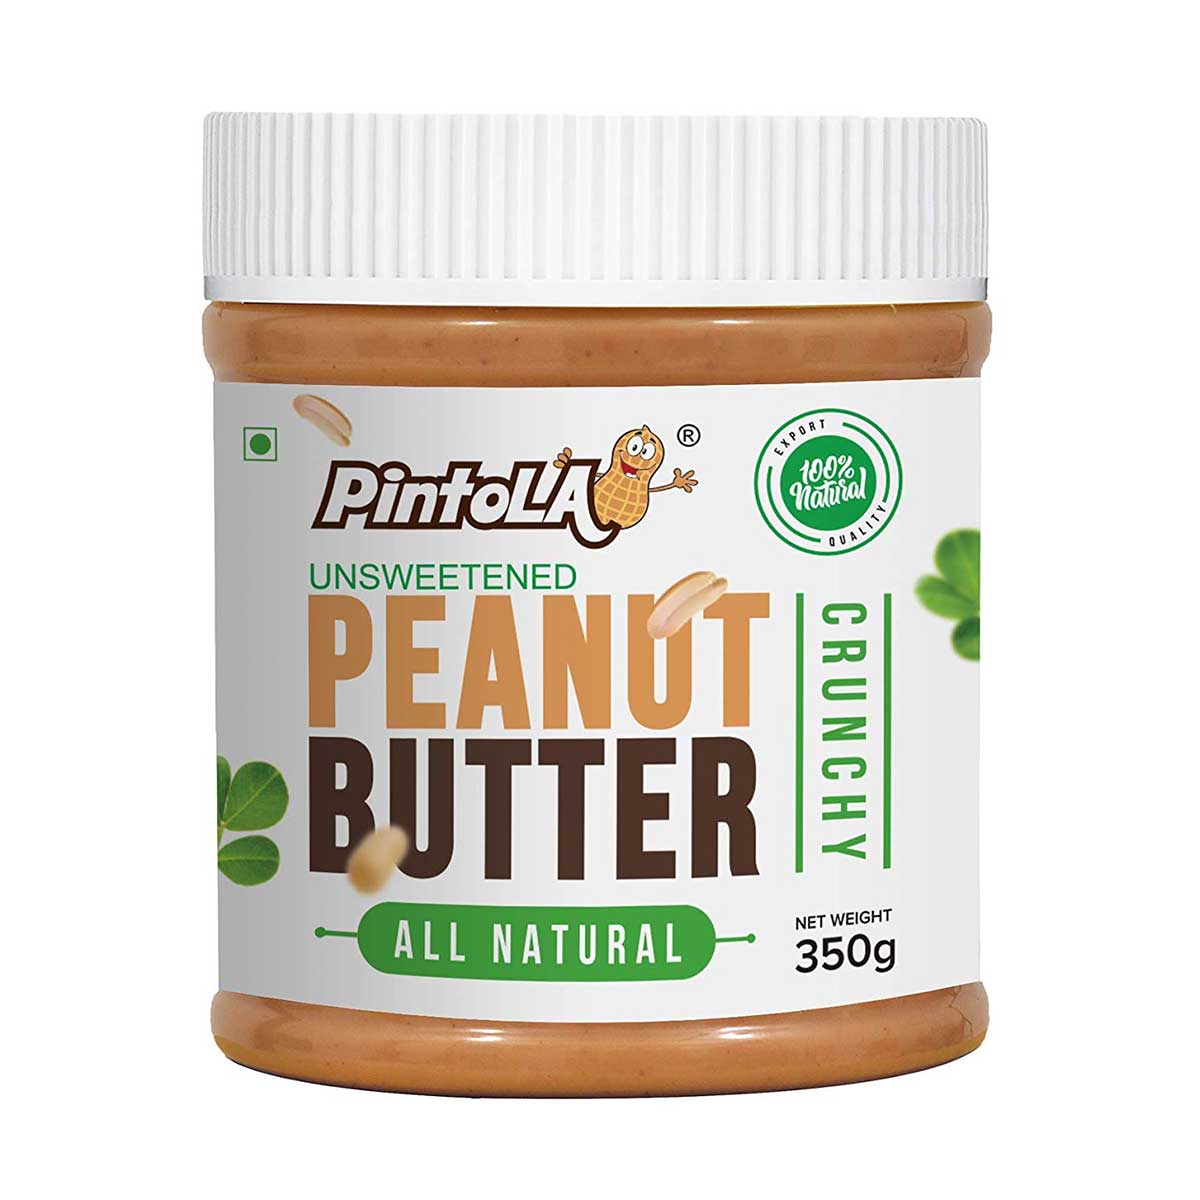 PintoLA ®
UNSWEETENED
PEANUT
BUTTER
ALL NATURAL
EXPORT
100%
Natural
QUALITY
CRUNCHY
NET WEIGHT
350g